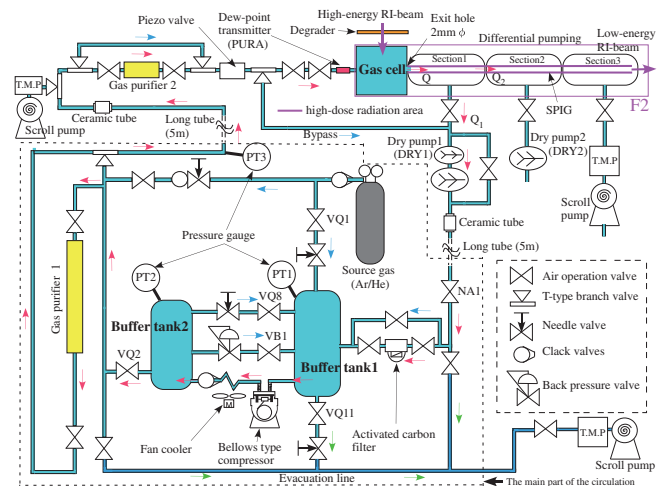 Piezo valve
Dew-point
transmitter
(PURA)
High-energy RI-beam
Degrader
Exit hole
2mm ϕ
Differential pumping
Low-energy
RI-beam
Gas cell
Section1
Section2
Section3
Q
Q2
SPIG
F2
high-dose radiation area
Gas purifier 2
T.M.P
Scroll pump
Ceramic tube
Long tube
(5m)
Bypass
Q1
Dry pump1
(DRY1)
Dry pump2
(DRY2)
T.M.P
Scroll
pump
PT3
Ceramic tube
Long tube (5m)
Pressure gauge
VQ1
Source gas
(Ar/He)
NA1
Gas purifier 1
PT2
PT1
VQ8
Buffer tank2
VB1
Buffer tank1
VQ2
VQ11
M
Fan cooler
Bellows type
compressor
Activated carbon
filter
Evacuation line
Air operation valve
T-type branch valve
Needle valve
Clack valves
Back pressure valve
T.M.P
Scroll pump
The main part of the circulation